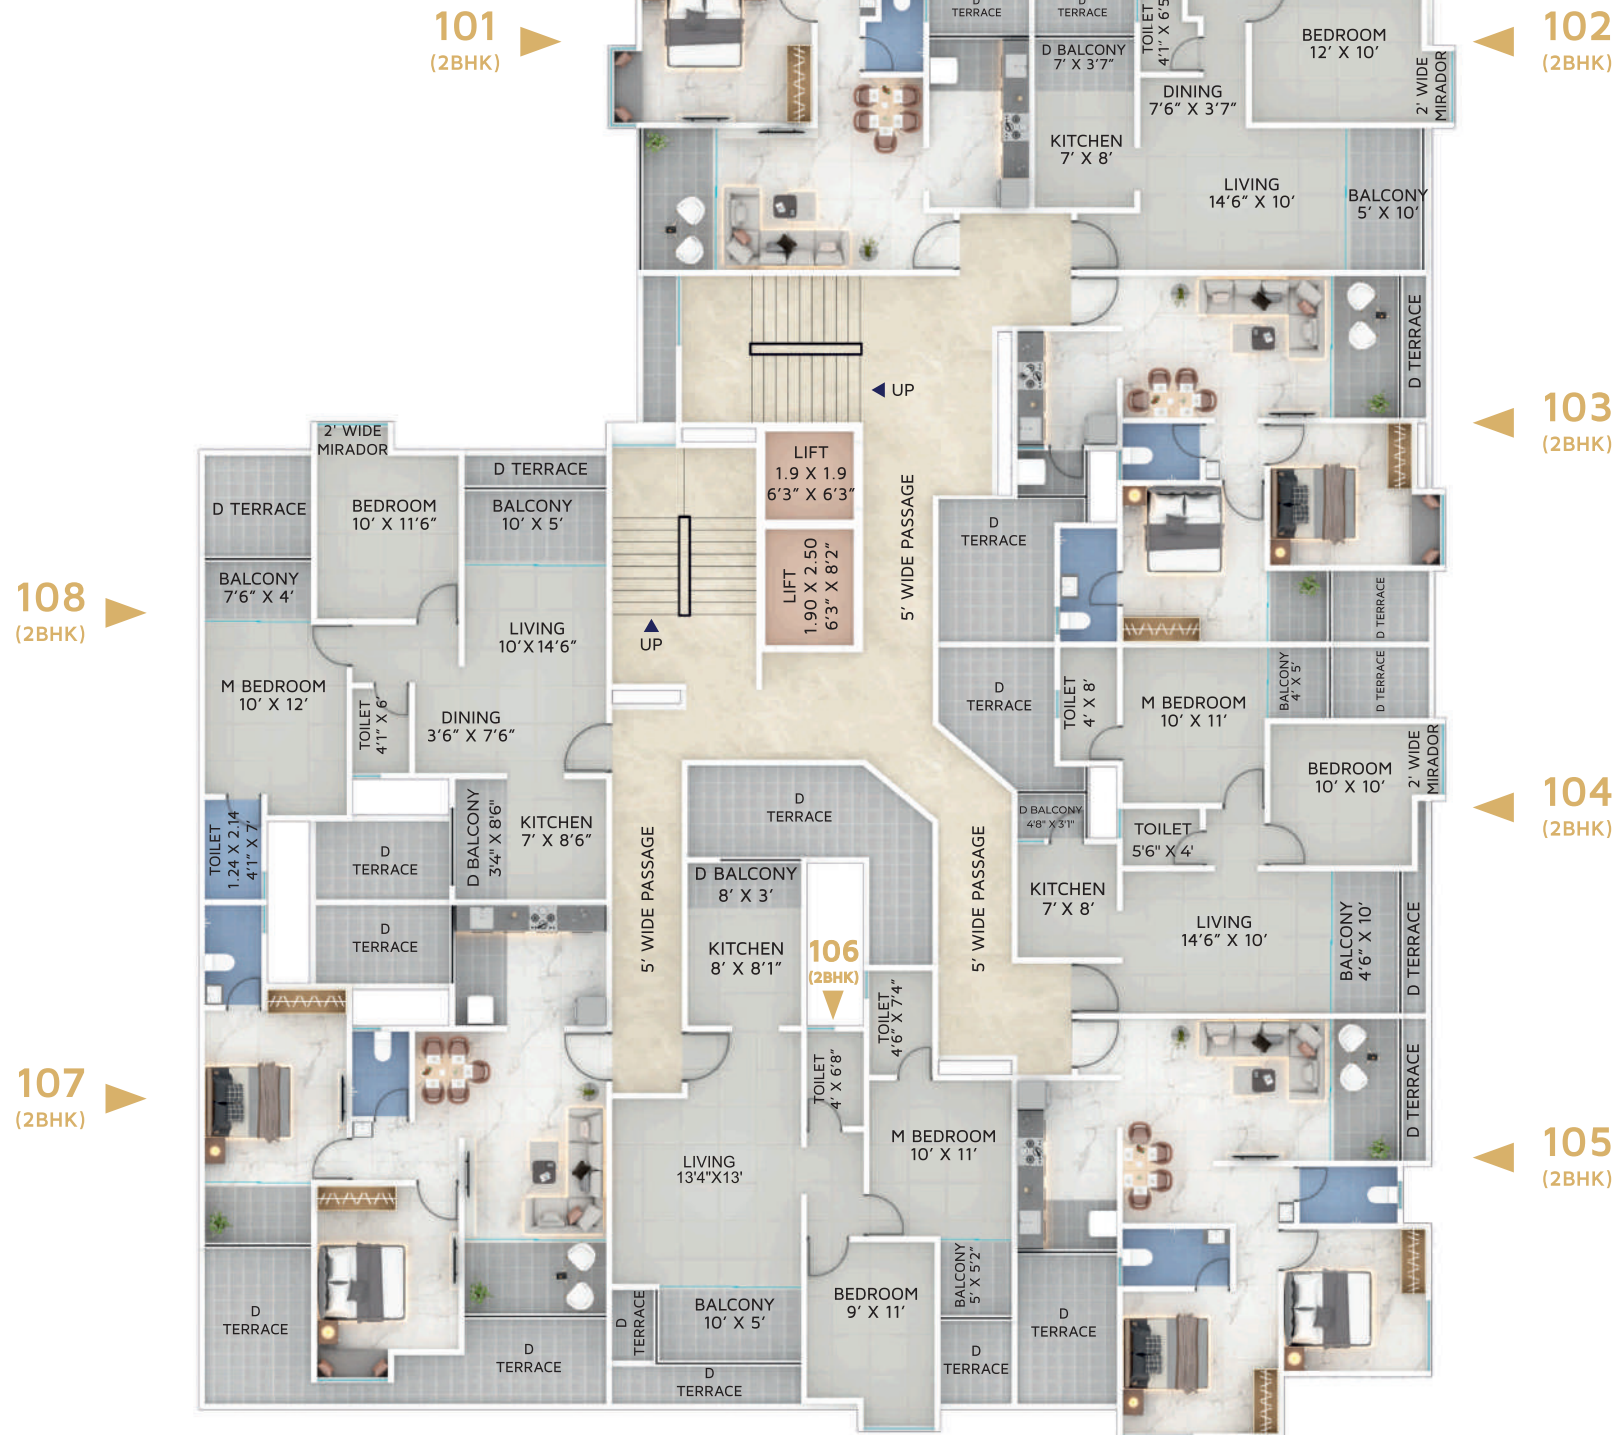 101
(2BHK)
102
(2BHK)
TERRACE
TERRACE
TOILET
BEDROOM
12' X 10'
2' WIDE
MIRADOR
D BALCONY
7' X 3'7"
DINING
7'6" X 3'7"
KITCHEN
7' X 8'
LIVING
14'6" X 10'
BALCONY
5' X 10'
103
(2BHK)
D TERRACE
UP
LIFT
1.9 X 1.9
6'3" X 6'3"
LIFT
1.90 X 2.50
6'3" X 8'2"
5' WIDE PASSAGE
UP
D
TERRACE
D TERRACE
108
(2BHK)
2' WIDE
MIRADOR
D TERRACE
BEDROOM
10' X 11'6"
D TERRACE
BALCONY
10' X 5'
BALCONY
7'6" X 4'
LIVING
10'X14'6"
M BEDROOM
10' X 12'
TOILET
4'1" X 6'
DINING
3'6" X 7'6"
TOILET
1.24 X 2.14
4'1" X 7'
D
TERRACE
D BALCONY
3'4" X 8'6"
KITCHEN
7' X 8'6"
104
(2BHK)
D
TERRACE
TOILET
4' X 8'
M BEDROOM
10' X 11'
BALCONY
4' X 5'
D TERRACE
BEDROOM
10' X 10'
2' WIDE
MIRADOR
D BALCONY
4'8" X 3'1"
TOILET
5'6" X 4'
KITCHEN
7' X 8'
LIVING
14'6" X 10'
BALCONY
4'6" X 10'
D TERRACE
5' WIDE PASSAGE
5' WIDE PASSAGE
D
TERRACE
D BALCONY
8' X 3'
KITCHEN
8' X 8'1"
106
(2BHK)
TOILET
4'6" X 7'4"
TOILET
4' X 6'8"
M BEDROOM
10' X 11'
LIVING
13'4"X13'
BEDROOM
9' X 11'
BALCONY
5' X 5'2"
BALCONY
10' X 5'
D
TERRACE
D
TERRACE
D
TERRACE
107
(2BHK)
D
TERRACE
D
TERRACE
D
TERRACE
105
(2BHK)
D TERRACE
D
TERRACE